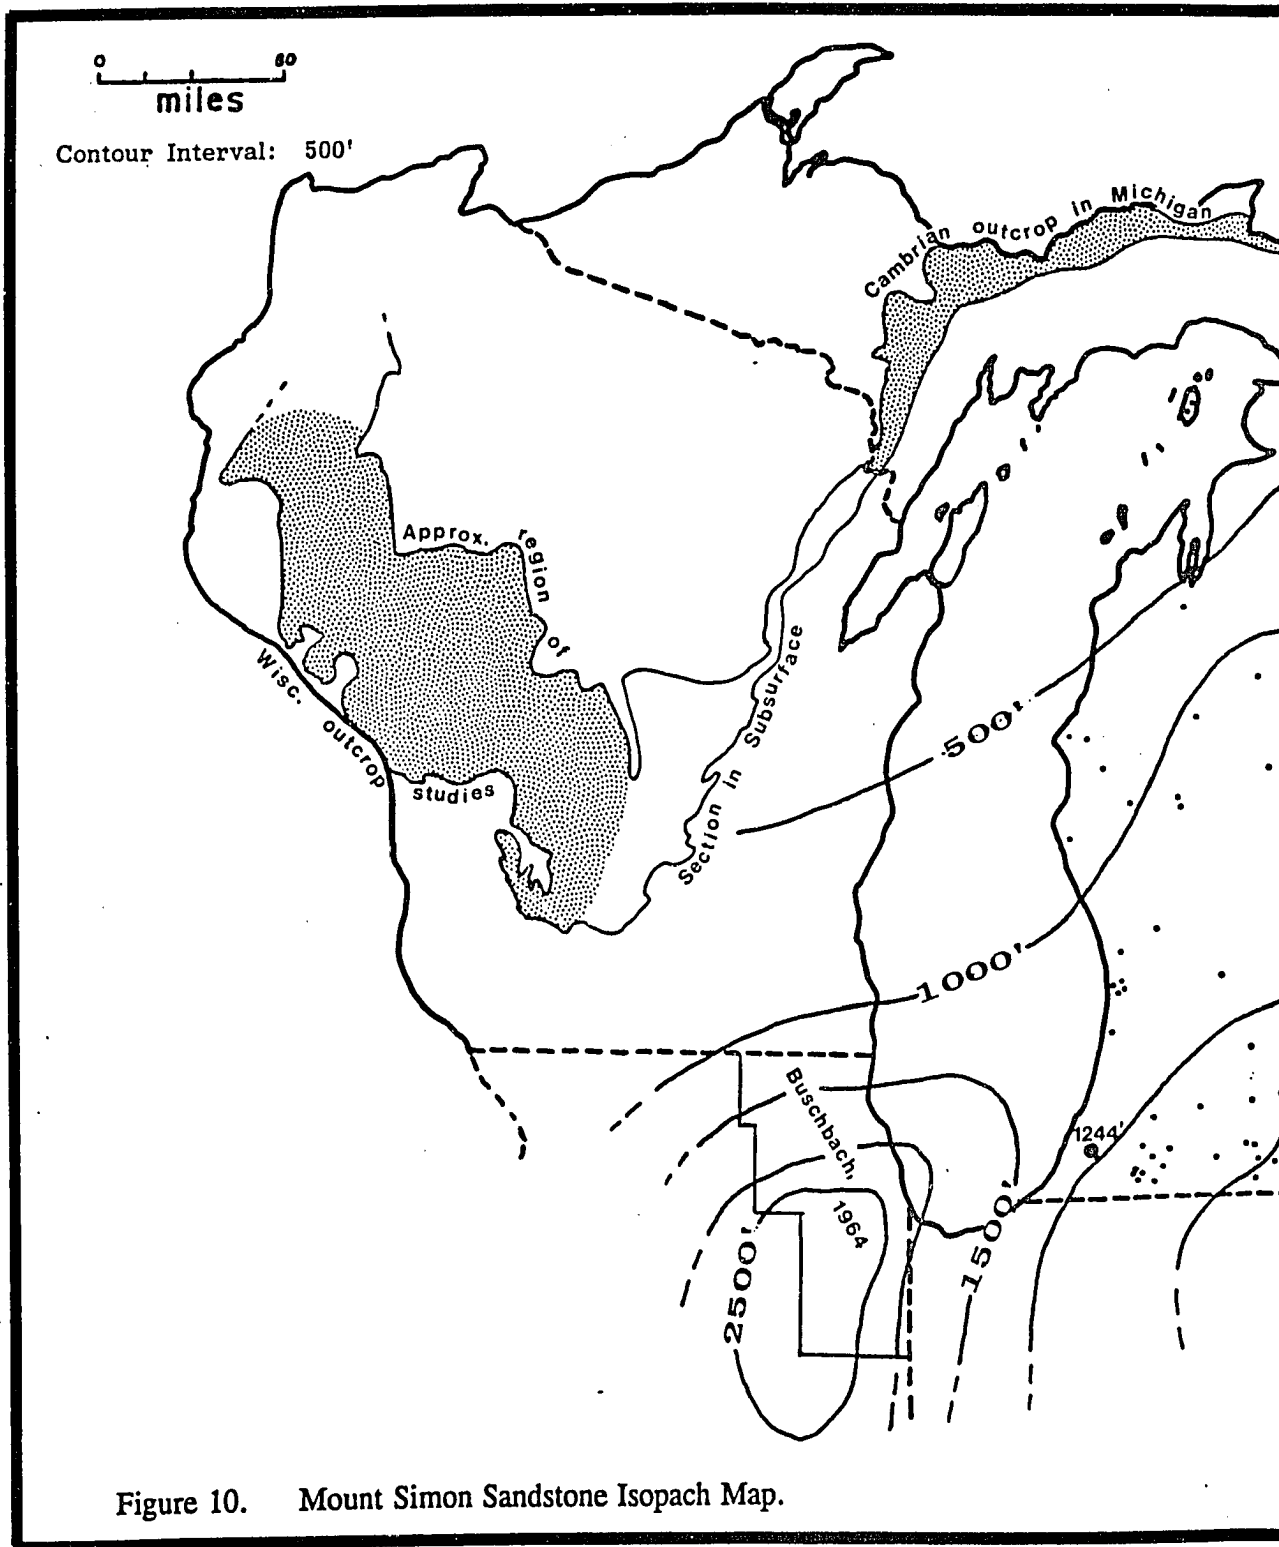 0 60
miles
Contour Interval: 500'
Cambrian outcrop in Michigan
Approx. region of
Wisc. outcrop studies
Section in Subsurface
500'
1000'
Buschbach,
1964
1244'
1500'
2500'
Figure 10. Mount Simon Sandstone Isopach Map.